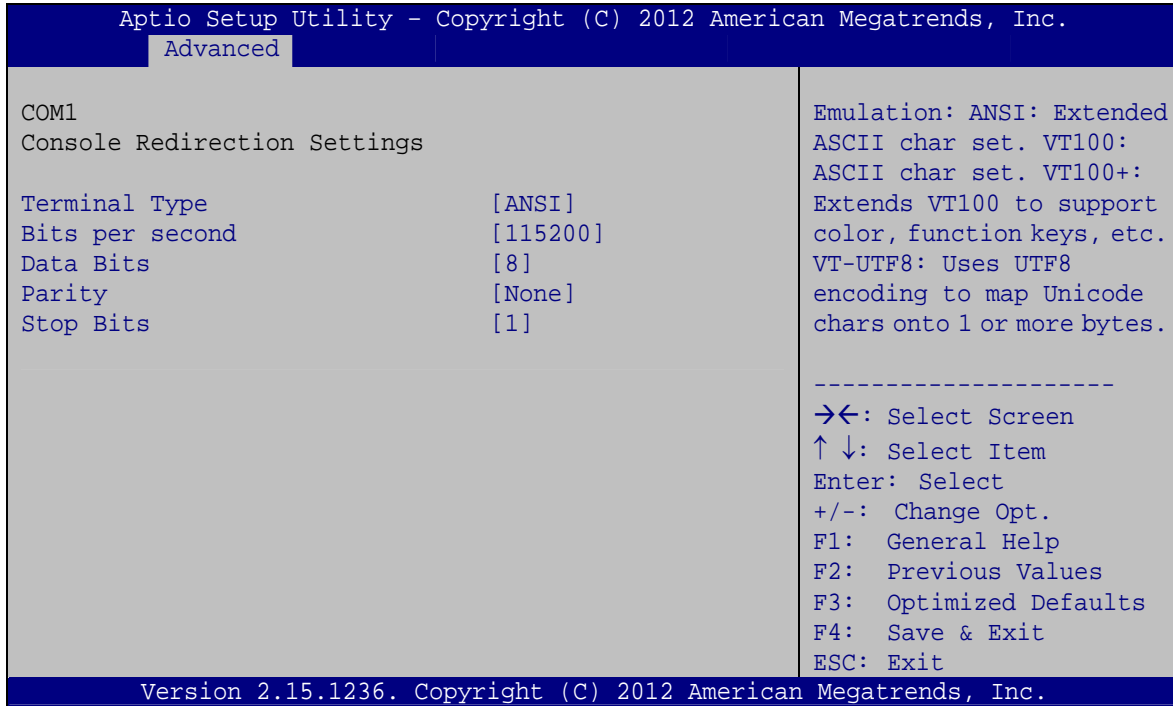 Aptio Setup Utility – Copyright (C) 2012 American Megatrends, Inc.
Advanced
COM1
Console Redirection Settings
Terminal Type [ANSI]
Bits per second [115200]
Data Bits [8]
Parity [None]
Stop Bits [1]
Emulation: ANSI: Extended
ASCII char set. VT100:
ASCII char set. VT100+:
Extends VT100 to support
color, function keys, etc.
VT-UTF8: Uses UTF8
encoding to map Unicode
chars onto 1 or more bytes.
---------------------
→←: Select Screen
↑ ↓: Select Item
Enter: Select
+/-: Change Opt.
F1: General Help
F2: Previous Values
F3: Optimized Defaults
F4: Save & Exit
ESC: Exit
Version 2.15.1236. Copyright (C) 2012 American Megatrends, Inc.